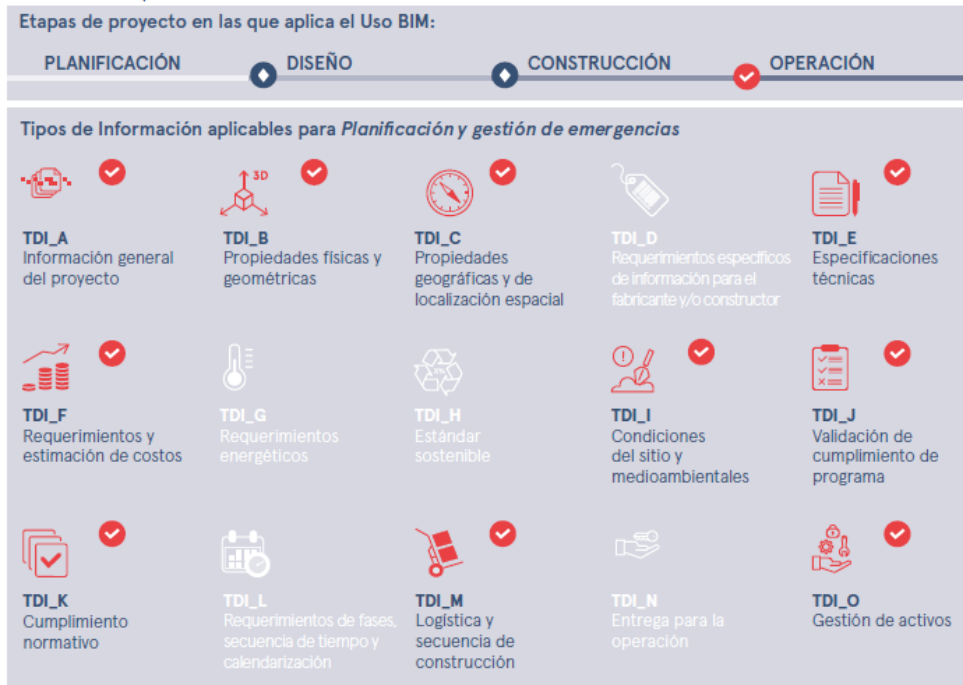 Etapas de proyecto en las que aplica el Uso BIM:
PLANIFICACIÓN DISEÑO CONSTRUCCIÓN OPERACIÓN
Tipos de Información aplicables para Planificación y gestión de emergencias
3D
TDI_A
Información general
del proyecto
TDI_B
Propiedades físicas y
geométricas
TDI_C
Propiedades
geográficas y de
localización espacial
TDI_D
Requerimientos específicos
de información para el
fabricante y/o constructor
TDI_E
Especificaciones
técnicas
TDI_F
Requerimientos y
estimación de costos
TDI_G
Requerimientos
energéticos
TDI_H
Estándar
sostenible
TDI_I
Condiciones
del sitio y
medioambientales
TDI_J
Validación de
cumplimiento de
programa
TDI_K
Cumplimiento
normativo
TDI_L
Requerimientos de fases,
secuencia de tiempo y
calendarización
TDI_M
Logística y
secuencia de
construcción
TDI_N
Entrega para la
operación
TDI_O
Gestión de activos